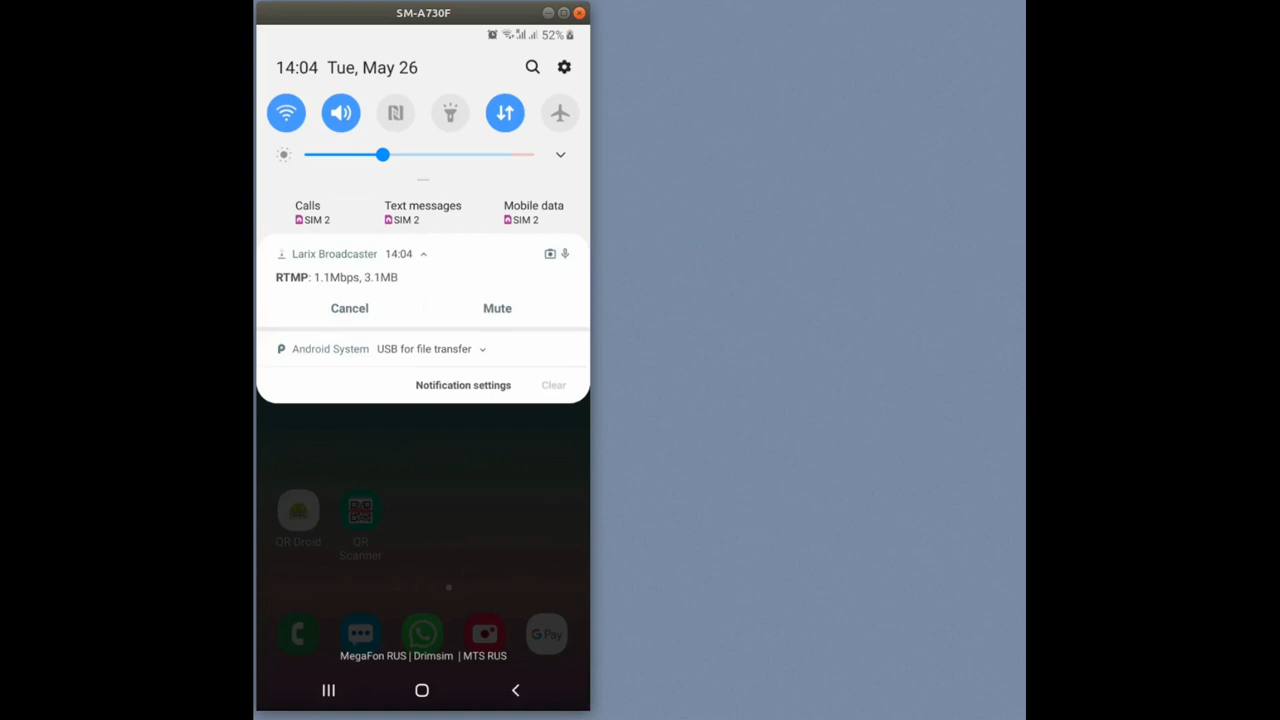 SM-A730F
52%
14:04 Tue, May 26
Calls Text messages Mobile data
SIM 2 SIM 2 SIM 2
Larix Broadcaster 14:04
RTMP: 1.1Mbps, 3.1MB
Cancel Mute
Android System USB for file transfer
Notification settings Clear
QR Droid QR
Scanner
G Pay
MegaFon RUS | Drimsim | MTS RUS